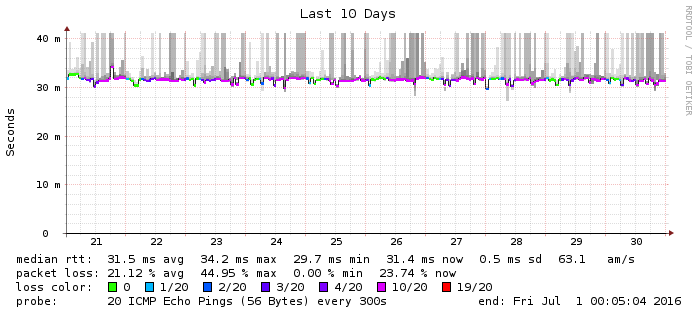 Last 10 Days
RRDTOOL / TOBI OETIKER
Seconds
40 m
30 m
20 m
10 m
0
21 22 23 24 25 26 27 28 29 30
median rtt: 31.5 ms avg 34.2 ms max 29.7 ms min 31.4 ms now 0.5 ms sd 63.1 am/s
packet loss: 21.12 % avg 44.95 % max 0.00 % min 23.74 % now
loss color: 0 1/20 2/20 3/20 4/20 10/20 19/20
probe: 20 ICMP Echo Pings (56 Bytes) every 300s end: Fri Jul 1 00:05:04 2016